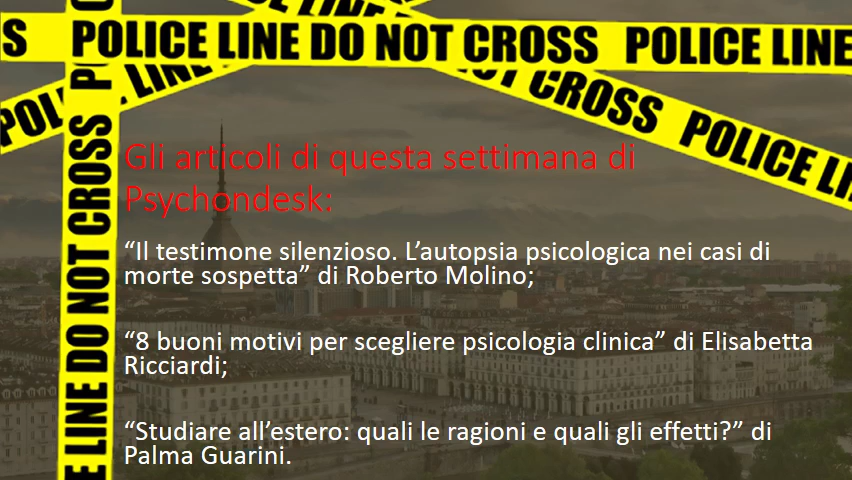 S POLICE LINE DO NOT CROSS POLICE LINE
LINE DO NOT CROSS
CROSS POLICE LI
Gli articoli di questa settimana di
Psychondesk:
“Il testimone silenzioso. L’autopsia psicologica nei casi di
morte sospetta” di Roberto Molino;
“8 buoni motivi per scegliere psicologia clinica” di Elisabetta
Ricciardi;
“Studiare all’estero: quali le ragioni e quali gli effetti?” di
Palma Guarini.